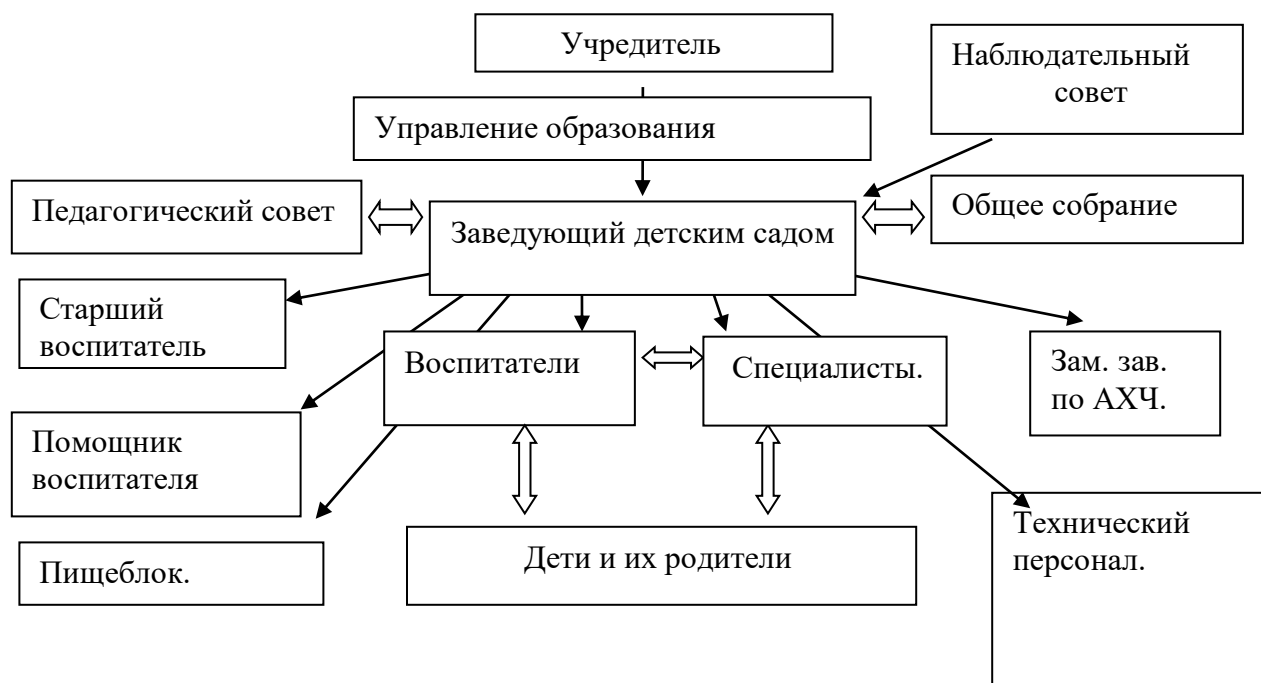 Учредитель
Наблюдательный
совет
Управление образования
Педагогический совет
Общее собрание
Заведующий детским садом
Старший
воспитатель
Воспитатели
Специалисты.
Зам. зав.
по АХЧ.
Помощник
воспитателя
Технический
персонал.
Дети и их родители
Пищеблок.